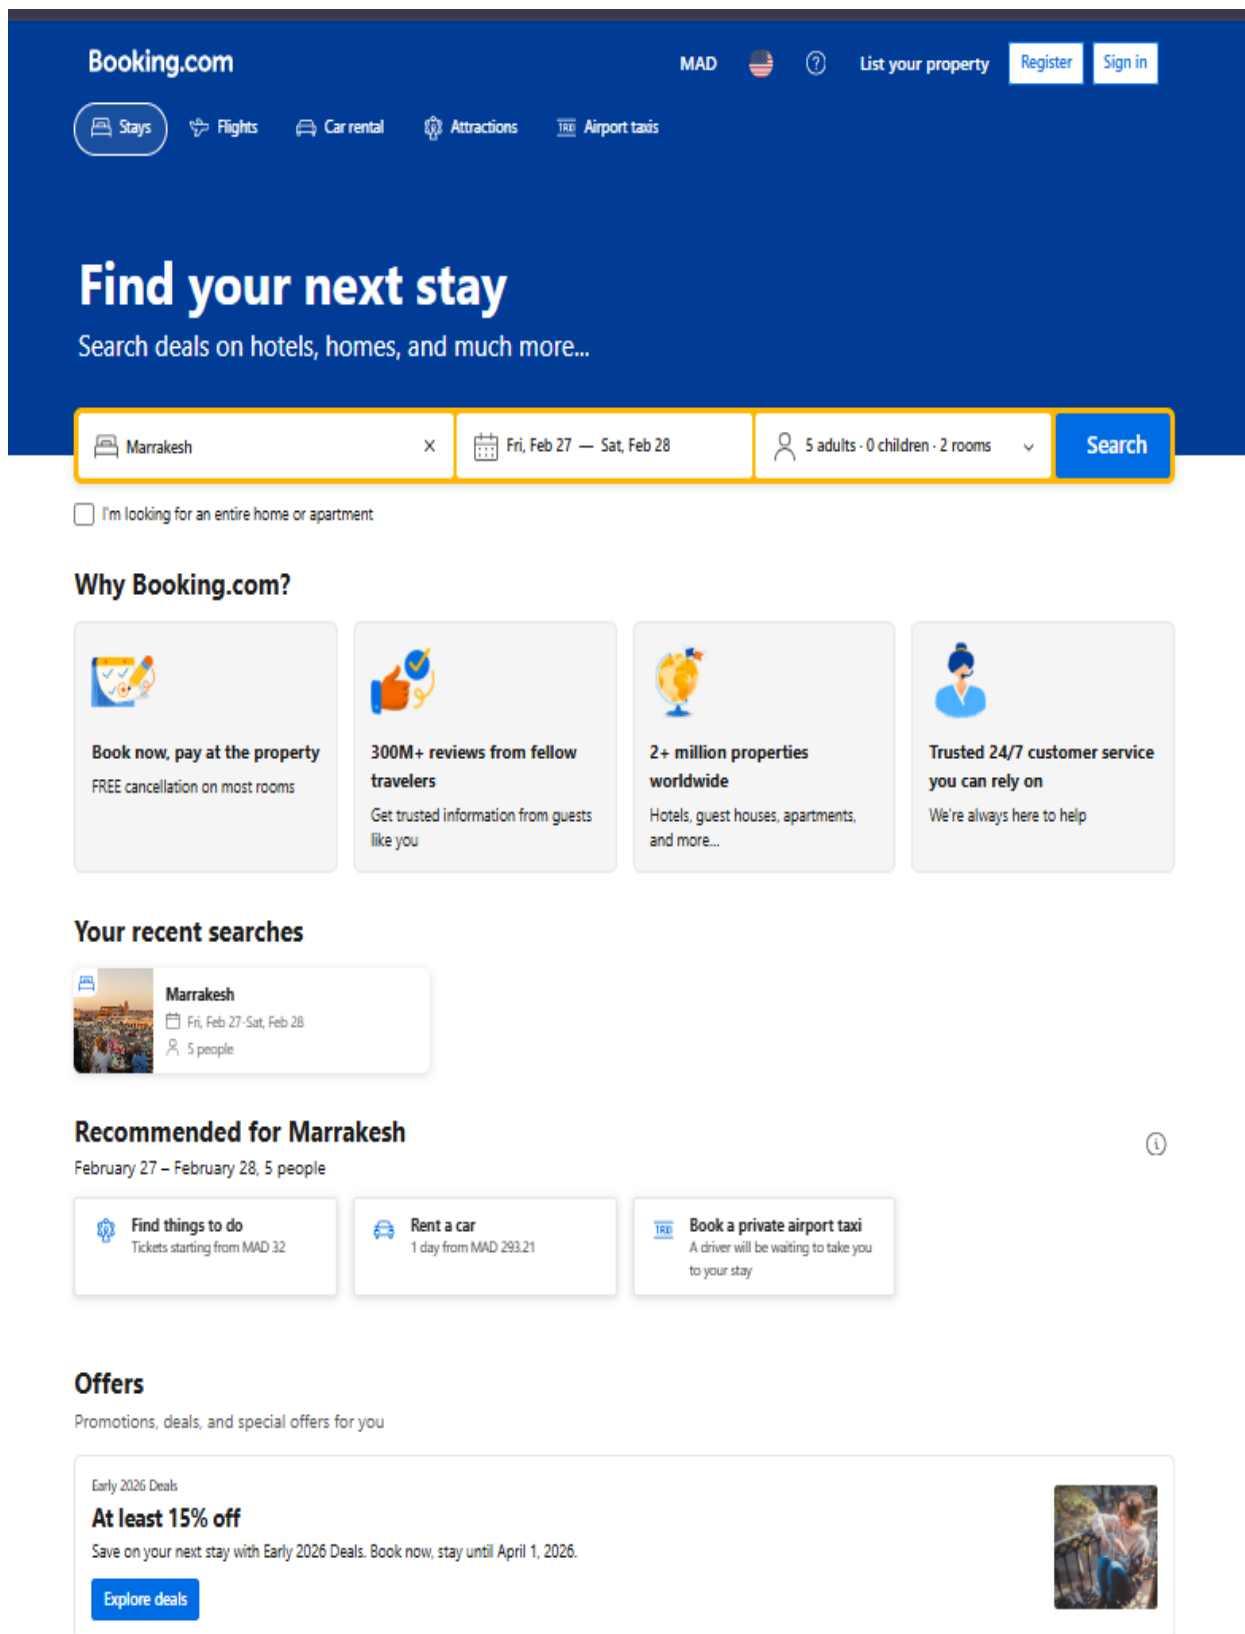 Booking.com
MAD
List your property
Register
Sign in
Stays
Flights
Car rental
Attractions
TAXI
Airport taxis
Find your next stay
Search deals on hotels, homes, and much more...
Marrakesh
Fri, Feb 27 — Sat, Feb 28
5 adults · 0 children · 2 rooms
Search
I'm looking for an entire home or apartment
Why Booking.com?
Book now, pay at the property
FREE cancellation on most rooms
300M+ reviews from fellow
travelers
Get trusted information from guests
like you
2+ million properties
worldwide
Hotels, guest houses, apartments,
and more...
Trusted 24/7 customer service
you can rely on
We're always here to help
Your recent searches
Marrakesh
Fri, Feb 27-Sat, Feb 28
5 people
Recommended for Marrakesh
February 27 – February 28, 5 people
Find things to do
Tickets starting from MAD 32
Rent a car
1 day from MAD 293.21
TAXI
Book a private airport taxi
A driver will be waiting to take you
to your stay
Offers
Promotions, deals, and special offers for you
Early 2026 Deals
At least 15% off
Save on your next stay with Early 2026 Deals. Book now, stay until April 1, 2026.
Explore deals